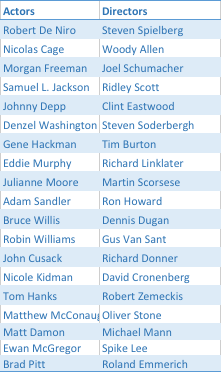 Actors Directors
Robert De Niro Steven Spielberg
Nicolas Cage Woody Allen
Morgan Freeman Joel Schumacher
Samuel L. Jackson Ridley Scott
Johnny Depp Clint Eastwood
Denzel Washington Steven Soderbergh
Gene Hackman Tim Burton
Eddie Murphy Richard Linklater
Julianne Moore Martin Scorsese
Adam Sandler Ron Howard
Bruce Willis Dennis Dugan
Robin Williams Gus Van Sant
John Cusack Richard Donner
Nicole Kidman David Cronenberg
Tom Hanks Robert Zemeckis
Matthew McConaug Oliver Stone
Matt Damon Michael Mann
Ewan McGregor Spike Lee
Brad Pitt Roland Emmerich